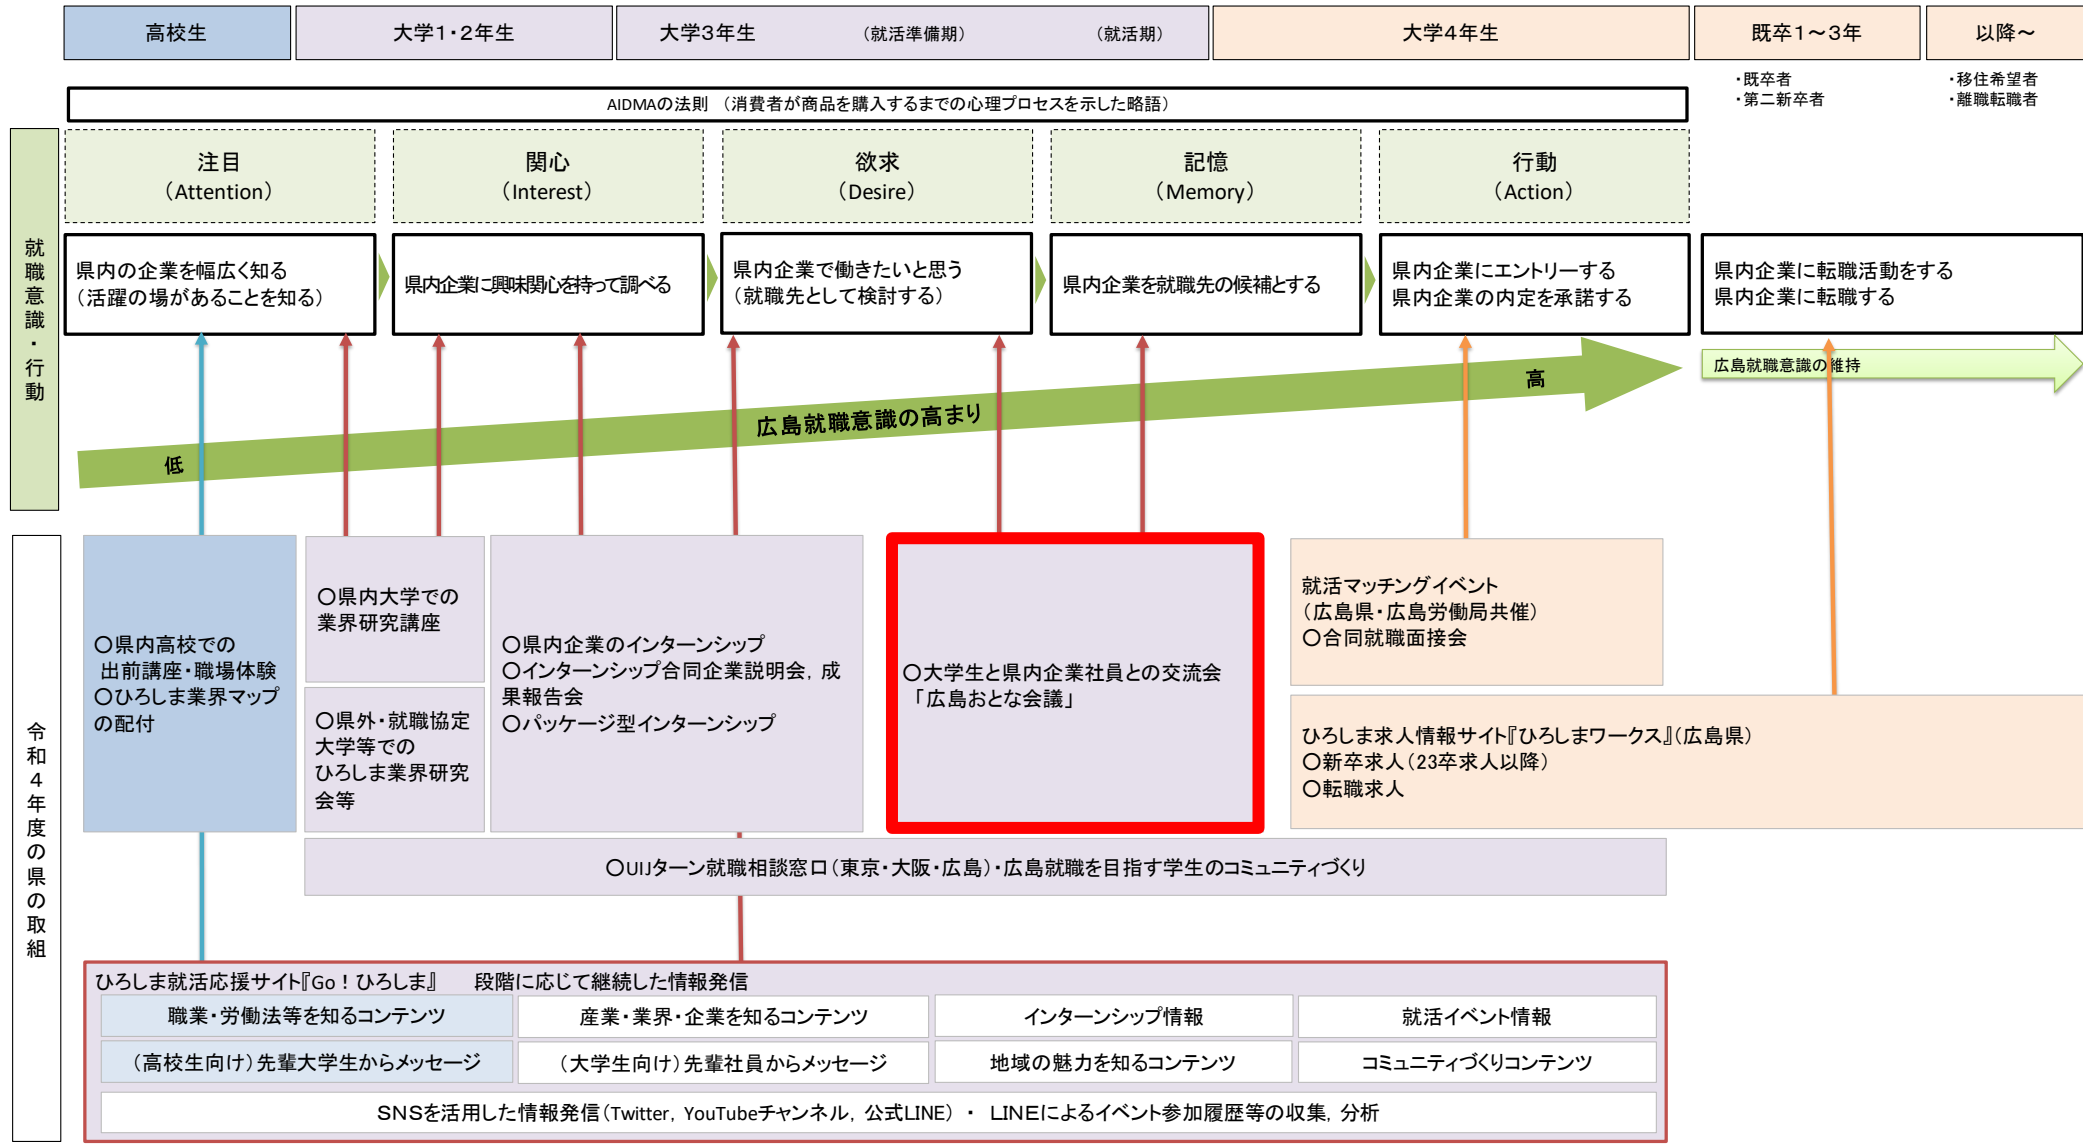 高校生
大学1・2年生
大学3年生 (就活準備期) (就活期)
大学4年生
既卒1～3年
以降～
・既卒者
・第二新卒者
・移住希望者
・離職転職者
AIDMAの法則 (消費者が商品を購入するまでの心理プロセスを示した略語)
就職意識・行動
注目
(Attention)
関心
(Interest)
欲求
(Desire)
記憶
(Memory)
行動
(Action)
県内の企業を幅広く知る
(活躍の場があることを知る)
県内企業に興味関心を持って調べる
県内企業で働きたいと思う
(就職先として検討する)
県内企業を就職先の候補とする
県内企業にエントリーする
県内企業の内定を承諾する
県内企業に転職活動をする
県内企業に転職する
低
広島就職意識の高まり
高
広島就職意識の維持
令和4年度の県の取組
○県内高校での
出前講座・職場体験
○ひろしま業界マップ
の配付
○県内大学での
業界研究講座
○県外・就職協定
大学等での
ひろしま業界研究
会等
○県内企業のインターンシップ
○インターンシップ合同企業説明会, 成
果報告会
○パッケージ型インターンシップ
○大学生と県内企業社員との交流会
「広島おとな会議」
就活マッチングイベント
(広島県・広島労働局共催)
○合同就職面接会
ひろしま求人情報サイト『ひろしまワークス』(広島県)
○新卒求人(23卒求人以降)
○転職求人
○UIJターン就職相談窓口(東京・大阪・広島)・広島就職を目指す学生のコミュニティづくり
ひろしま就活応援サイト『Go！ひろしま』 段階に応じて継続した情報発信
職業・労働法等を知るコンテンツ
産業・業界・企業を知るコンテンツ
インターンシップ情報
就活イベント情報
(高校生向け)先輩大学生からメッセージ
(大学生向け)先輩社員からメッセージ
地域の魅力を知るコンテンツ
コミュニティづくりコンテンツ
SNSを活用した情報発信(Twitter, YouTubeチャンネル, 公式LINE) ・ LINEによるイベント参加履歴等の収集, 分析